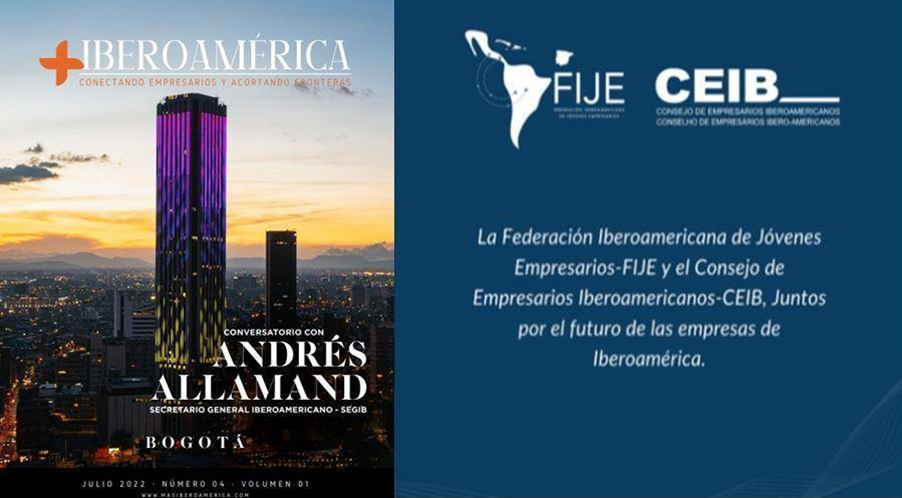 IBEROAMÉRICA
CONECTANDO EMPRESARIOS Y ACORTANDO FRONTERAS
CONVERSATORIO CON
ANDRÉS
ALLAMAND
SECRETARIO GENERAL IBEROAMERICANO - SEGIB
BOGOTÁ
JULIO 2022 · NÚMERO 04 · VOLUMEN 01
WWW.MASIBEROAMERICA.COM
FIJE
FEDERACIÓN IBEROAMERICANA
DE JÓVENES EMPRESARIOS
CEIB
CONSEJO DE EMPRESARIOS IBEROAMERICANOS
CONSELHO DE EMPRESÁRIOS IBERO-AMERICANOS
La Federación Iberoamericana de Jóvenes
Empresarios-FIJE y el Consejo de
Empresarios Iberoamericanos-CEIB, Juntos
por el futuro de las empresas de
Iberoamérica.